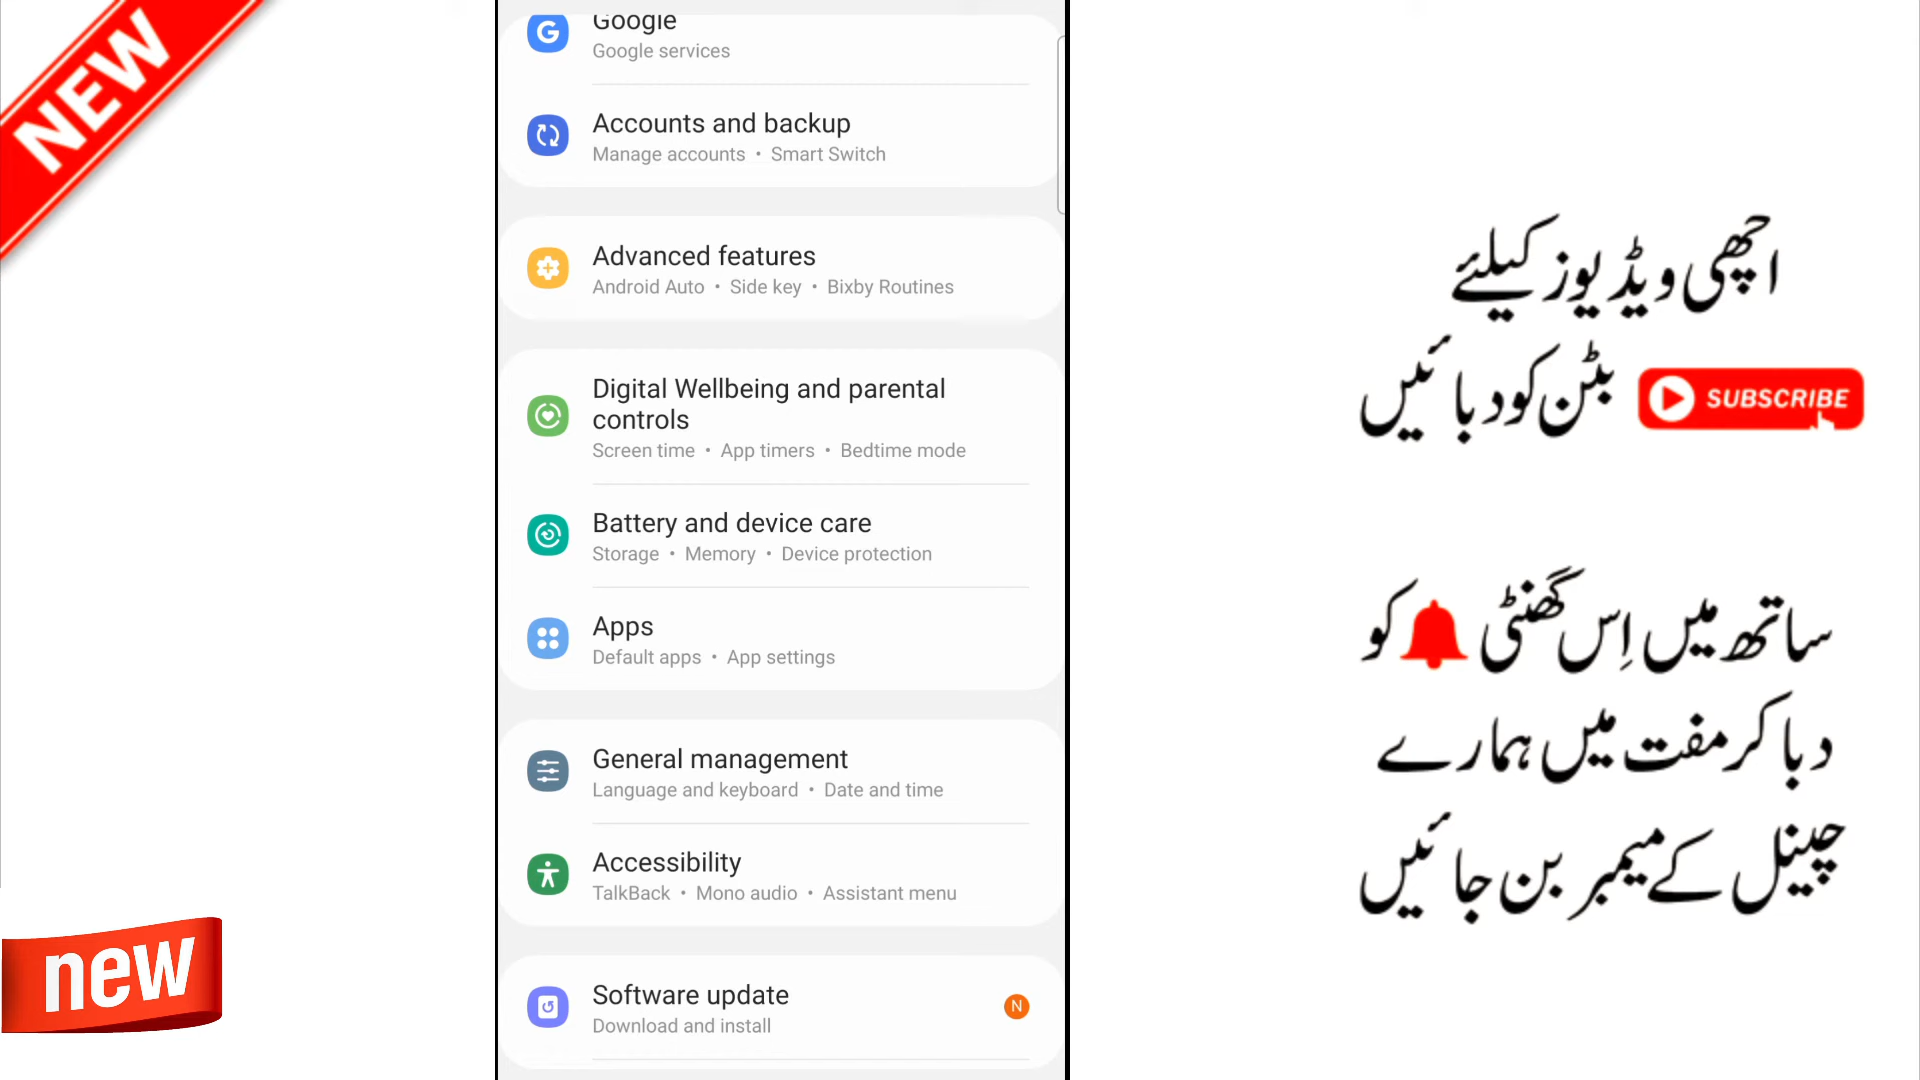 NEW
Google
Google services
Accounts and backup
Manage accounts • Smart Switch
Advanced features
Android Auto • Side key • Bixby Routines
Digital Wellbeing and parental
controls
Screen time • App timers • Bedtime mode
Battery and device care
Storage • Memory • Device protection
Apps
Default apps • App settings
General management
Language and keyboard • Date and time
Accessibility
TalkBack • Mono audio • Assistant menu
Software update
N
Download and install
new
اچھی ویڈیوز کیلئے
SUBSCRIBE بٹن کو دبائیں
ساتھ میں اِس گھنٹی کو
دبا کر مفت میں ہمارے
چینل کے میمبر بن جائیں